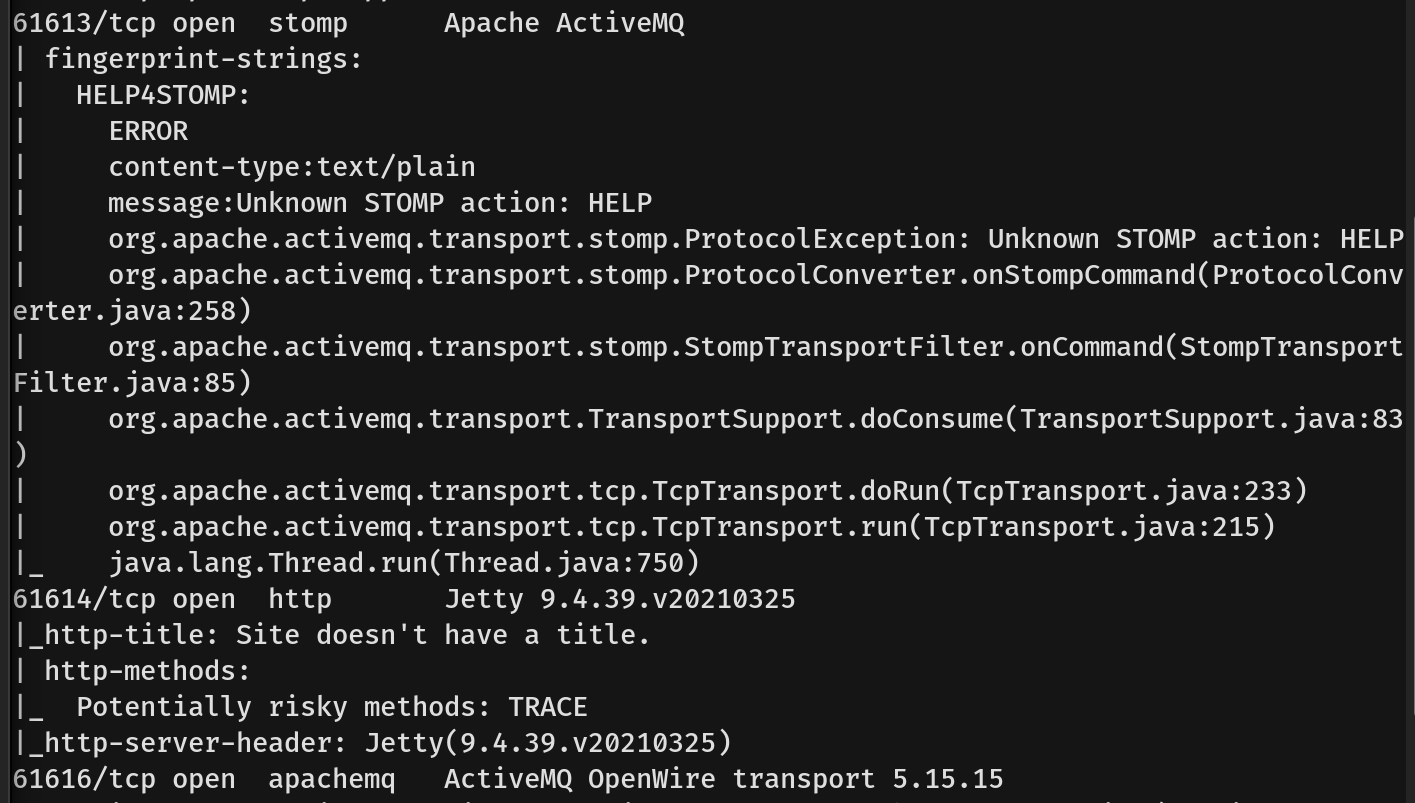 61613/tcp open  stomp      Apache ActiveMQ
| fingerprint-strings:
|   HELP4STOMP:
|     ERROR
|     content-type:text/plain
|     message:Unknown STOMP action: HELP
|     org.apache.activemq.transport.stomp.ProtocolException: Unknown STOMP action: HELP
|     org.apache.activemq.transport.stomp.ProtocolConverter.onStompCommand(ProtocolConv
erter.java:258)
|     org.apache.activemq.transport.stomp.StompTransportFilter.onCommand(StompTransport
Filter.java:85)
|     org.apache.activemq.transport.TransportSupport.doConsume(TransportSupport.java:83
)
|     org.apache.activemq.transport.tcp.TcpTransport.doRun(TcpTransport.java:233)
|     org.apache.activemq.transport.tcp.TcpTransport.run(TcpTransport.java:215)
|_    java.lang.Thread.run(Thread.java:750)
61614/tcp open  http       Jetty 9.4.39.v20210325
|_http-title: Site doesn't have a title.
| http-methods:
|_  Potentially risky methods: TRACE
|_http-server-header: Jetty(9.4.39.v20210325)
61616/tcp open  apachemq   ActiveMQ OpenWire transport 5.15.15